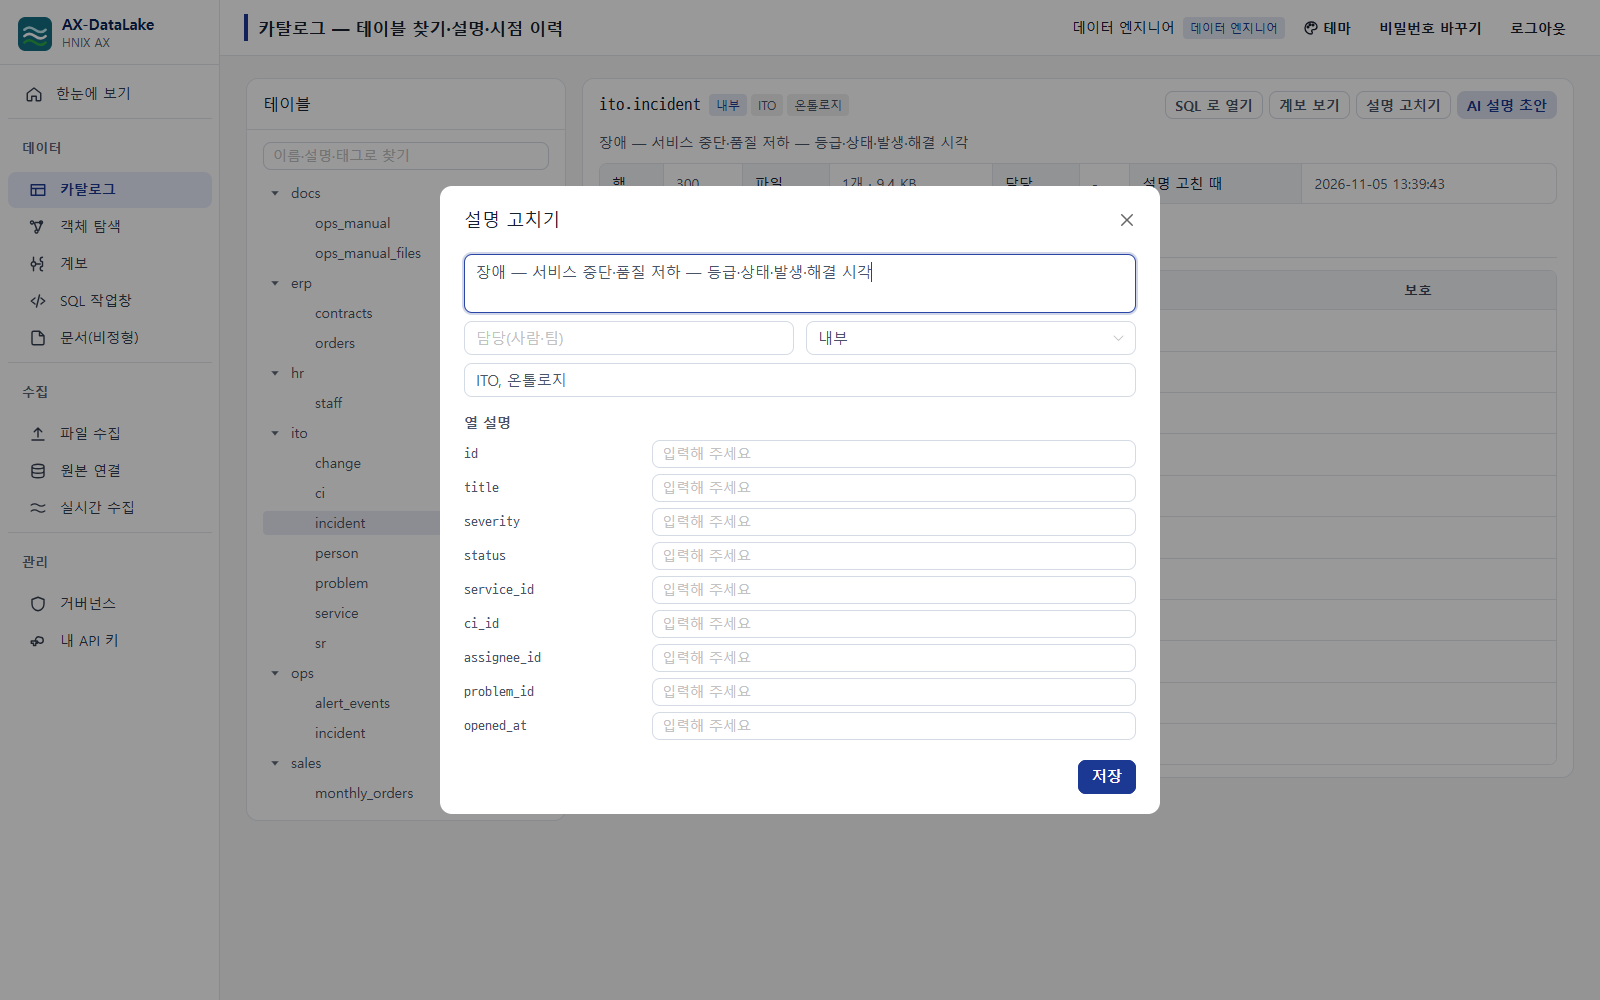 AX-DataLake
HNIX AX
카탈로그 — 테이블 찾기·설명·시점 이력
데이터 엔지니어
데이터 엔지니어
테마
비밀번호 바꾸기
로그아웃
한눈에 보기
데이터
카탈로그
객체 탐색
계보
SQL 작업창
문서(비정형)
수집
파일 수집
원본 연결
실시간 수집
관리
거버넌스
내 API 키
테이블
이름·설명·태그로 찾기
docs
ops_manual
ops_manual_files
erp
contracts
orders
hr
staff
ito
change
ci
incident
person
problem
service
sr
ops
alert_events
incident
sales
monthly_orders
ito.incident 내부 ITO 온톨로지
SQL 로 열기
계보 보기
설명 고치기
AI 설명 초안
장애 — 서비스 중단·품질 저하 — 등급·상태·발생·해결 시각
행 300 파일 1개 · 9.4 KB 담당 - 설명 고친 때 2026-11-05 13:39:43
보호
설명 고치기
장애 — 서비스 중단·품질 저하 — 등급·상태·발생·해결 시각
담당(사람·팀)
내부
ITO, 온톨로지
열 설명
id 입력해 주세요
title 입력해 주세요
severity 입력해 주세요
status 입력해 주세요
service_id 입력해 주세요
ci_id 입력해 주세요
assignee_id 입력해 주세요
problem_id 입력해 주세요
opened_at 입력해 주세요
저장